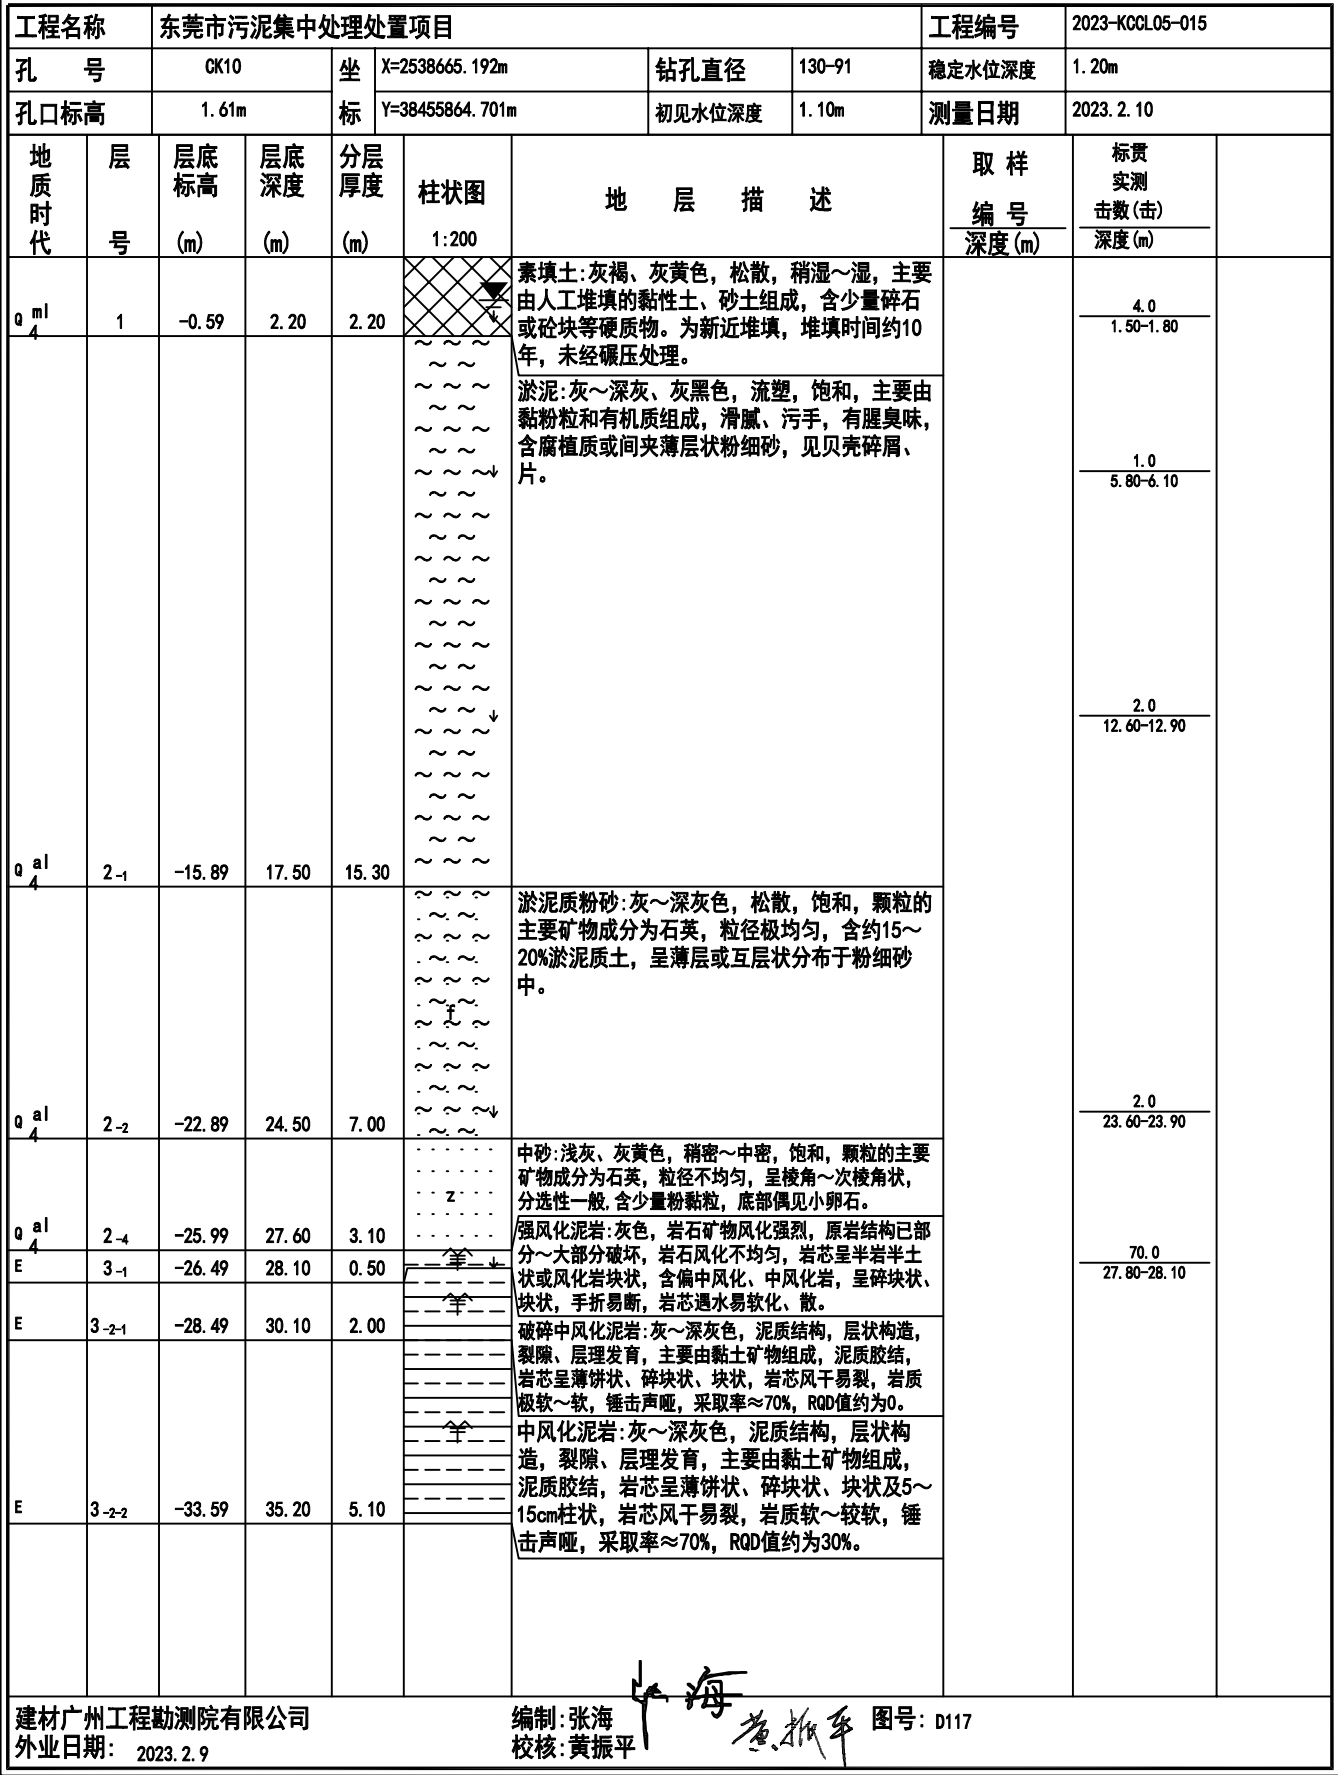 工程名称 东莞市污泥集中处理处置项目 工程编号 2023-KCCL05-015
孔 号 CK10 坐 X=2538665.192m 钻孔直径 130-91 稳定水位深度 1.20m
孔口标高 1.61m 标 Y=38455864.701m 初见水位深度 1.10m 测量日期 2023.2.10
地质时代 层号 层底标高(m) 层底深度(m) 分层厚度(m) 柱状图 1:200 地 层 描 述 取样编号 深度(m) 标贯实测击数(击) 深度(m)
素填土:灰褐、灰黄色，松散，稍湿～湿，主要
由人工堆填的黏性土、砂土组成，含少量碎石
或砼块等硬质物。为新近堆填，堆填时间约10
年，未经碾压处理。
Q ml 4 1 -0.59 2.20 2.20
4.0
1.50-1.80
淤泥:灰～深灰、灰黑色，流塑，饱和，主要由
黏粉粒和有机质组成，滑腻、污手，有腥臭味，
含腐植质或间夹薄层状粉细砂，见贝壳碎屑、
片。
1.0
5.80-6.10
2.0
12.60-12.90
Q al 4 2-1 -15.89 17.50 15.30
淤泥质粉砂:灰～深灰色，松散，饱和，颗粒的
主要矿物成分为石英，粒径极均匀，含约15～
20%淤泥质土，呈薄层或互层状分布于粉细砂
中。
f
2.0
23.60-23.90
Q al 4 2-2 -22.89 24.50 7.00
中砂:浅灰、灰黄色，稍密～中密，饱和，颗粒的主要
矿物成分为石英，粒径不均匀，呈棱角～次棱角状，
分选性一般,含少量粉黏粒，底部偶见小卵石。
z
Q al 4 2-4 -25.99 27.60 3.10
强风化泥岩:灰色，岩石矿物风化强烈，原岩结构已部
分～大部分破坏，岩石风化不均匀，岩芯呈半岩半土
状或风化岩块状，含偏中风化、中风化岩，呈碎块状、
块状，手折易断，岩芯遇水易软化、散。
E 3-1 -26.49 28.10 0.50
70.0
27.80-28.10
E 3-2-1 -28.49 30.10 2.00
破碎中风化泥岩:灰～深灰色，泥质结构，层状构造，
裂隙、层理发育，主要由黏土矿物组成，泥质胶结，
岩芯呈薄饼状、碎块状、块状，岩芯风干易裂，岩质
极软～软，锤击声哑，采取率≈70%，RQD值约为0。
中风化泥岩:灰～深灰色，泥质结构，层状构
造，裂隙、层理发育，主要由黏土矿物组成，
泥质胶结，岩芯呈薄饼状、碎块状、块状及5～
15cm柱状，岩芯风干易裂，岩质软～较软，锤
击声哑，采取率≈70%，RQD值约为30%。
E 3-2-2 -33.59 35.20 5.10
建材广州工程勘测院有限公司 编制:张海 张海 图号: D117
外业日期: 2023.2.9 校核:黄振平 黄振平